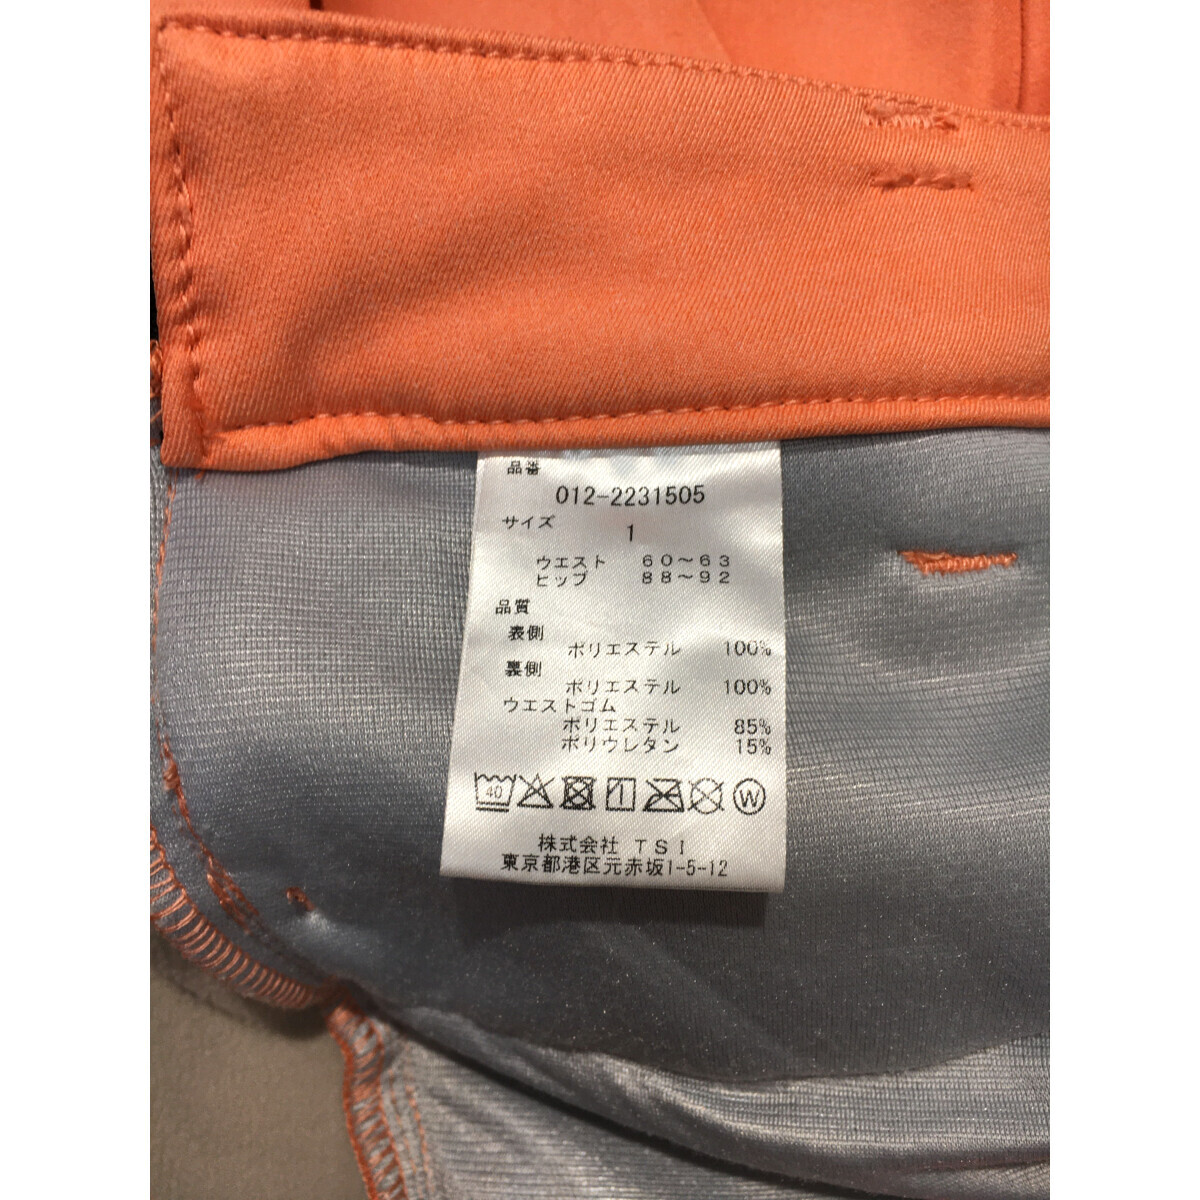 品番
012-2231505
サイズ
1
ウエスト 60～63
ヒップ 88～92
品質
表側
ポリエステル 100%
裏側
ポリエステル 100%
ウエストゴム
ポリエステル 85%
ポリウレタン 15%
40 W
株式会社 TSI
東京都港区元赤坂1-5-12